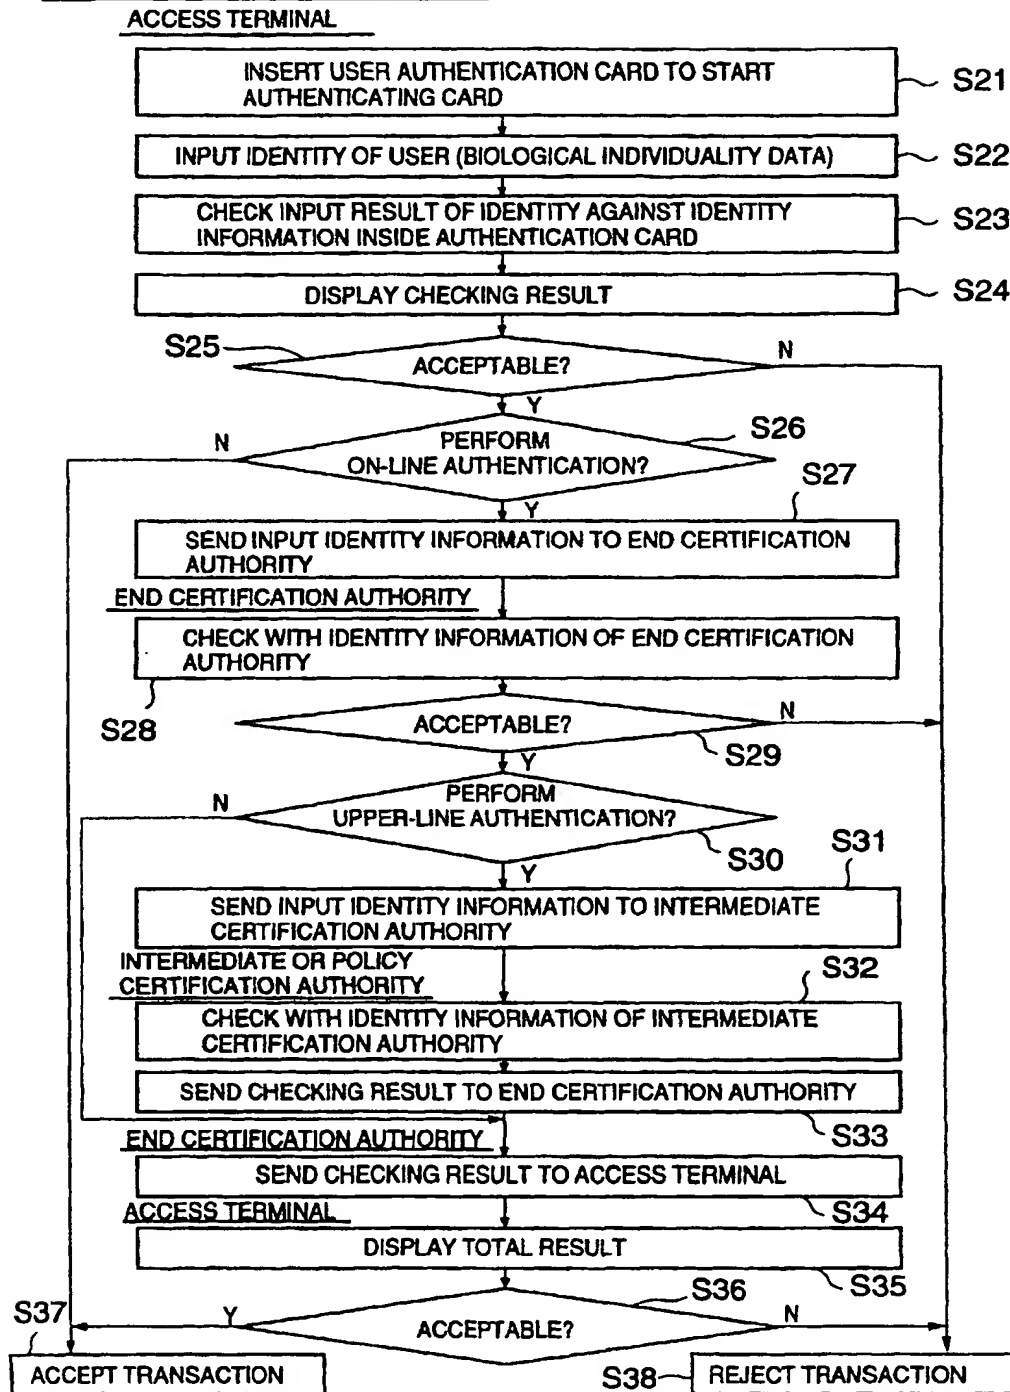 ACCESS TERMINAL
INSERT USER AUTHENTICATION CARD TO START
AUTHENTICATING CARD
S21
INPUT IDENTITY OF USER (BIOLOGICAL INDIVIDUALITY DATA)
S22
CHECK INPUT RESULT OF IDENTITY AGAINST IDENTITY
INFORMATION INSIDE AUTHENTICATION CARD
S23
DISPLAY CHECKING RESULT
S24
S25
ACCEPTABLE?
N
Y
S26
N
PERFORM
ON-LINE AUTHENTICATION?
Y
S27
SEND INPUT IDENTITY INFORMATION TO END CERTIFICATION
AUTHORITY
END CERTIFICATION AUTHORITY
CHECK WITH IDENTITY INFORMATION OF END CERTIFICATION
AUTHORITY
S28
ACCEPTABLE?
N
S29
Y
N
PERFORM
UPPER-LINE AUTHENTICATION?
S30
Y
S31
SEND INPUT IDENTITY INFORMATION TO INTERMEDIATE
CERTIFICATION AUTHORITY
INTERMEDIATE OR POLICY
CERTIFICATION AUTHORITY
S32
CHECK WITH IDENTITY INFORMATION OF INTERMEDIATE
CERTIFICATION AUTHORITY
SEND CHECKING RESULT TO END CERTIFICATION AUTHORITY
S33
END CERTIFICATION AUTHORITY
SEND CHECKING RESULT TO ACCESS TERMINAL
S34
ACCESS TERMINAL
DISPLAY TOTAL RESULT
S35
S36
S37
Y
ACCEPTABLE?
N
ACCEPT TRANSACTION
S38
REJECT TRANSACTION